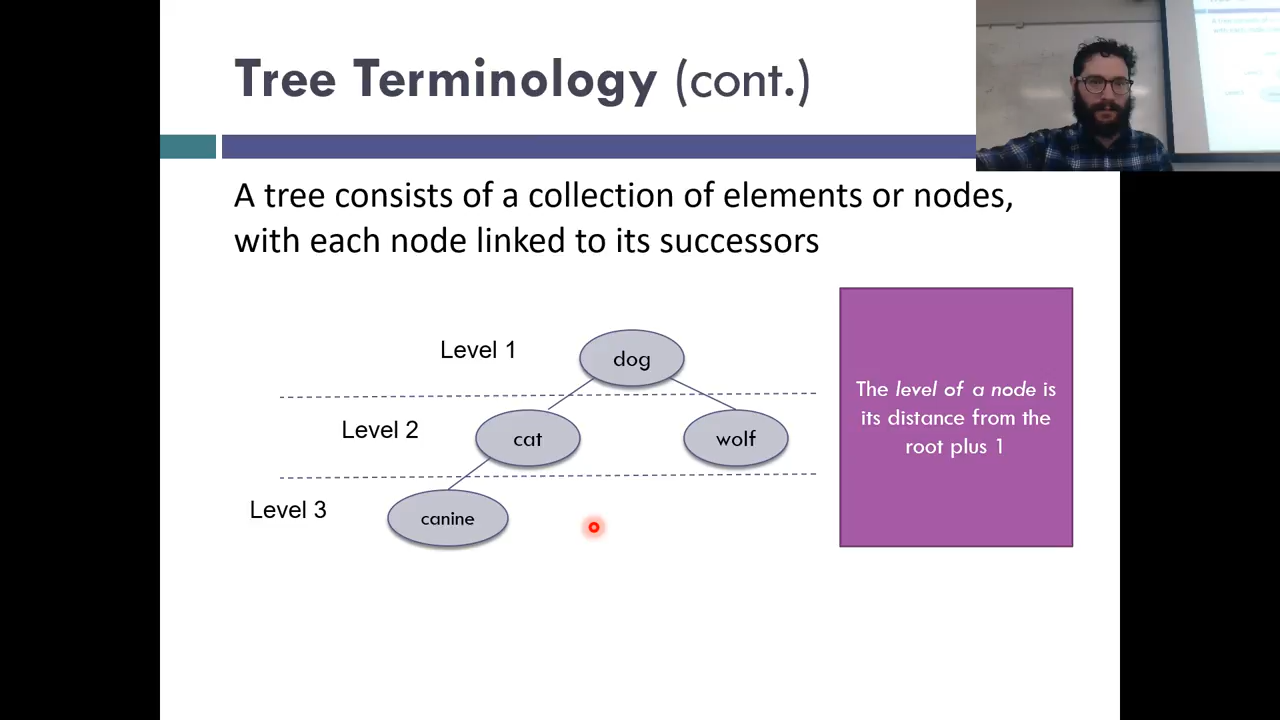 Tree Terminology (cont.)
A tree consists of a collection of elements or nodes,
with each node linked to its successors
Level 1
dog
Level 2
cat
wolf
Level 3
canine
The level of a node is
its distance from the
root plus 1